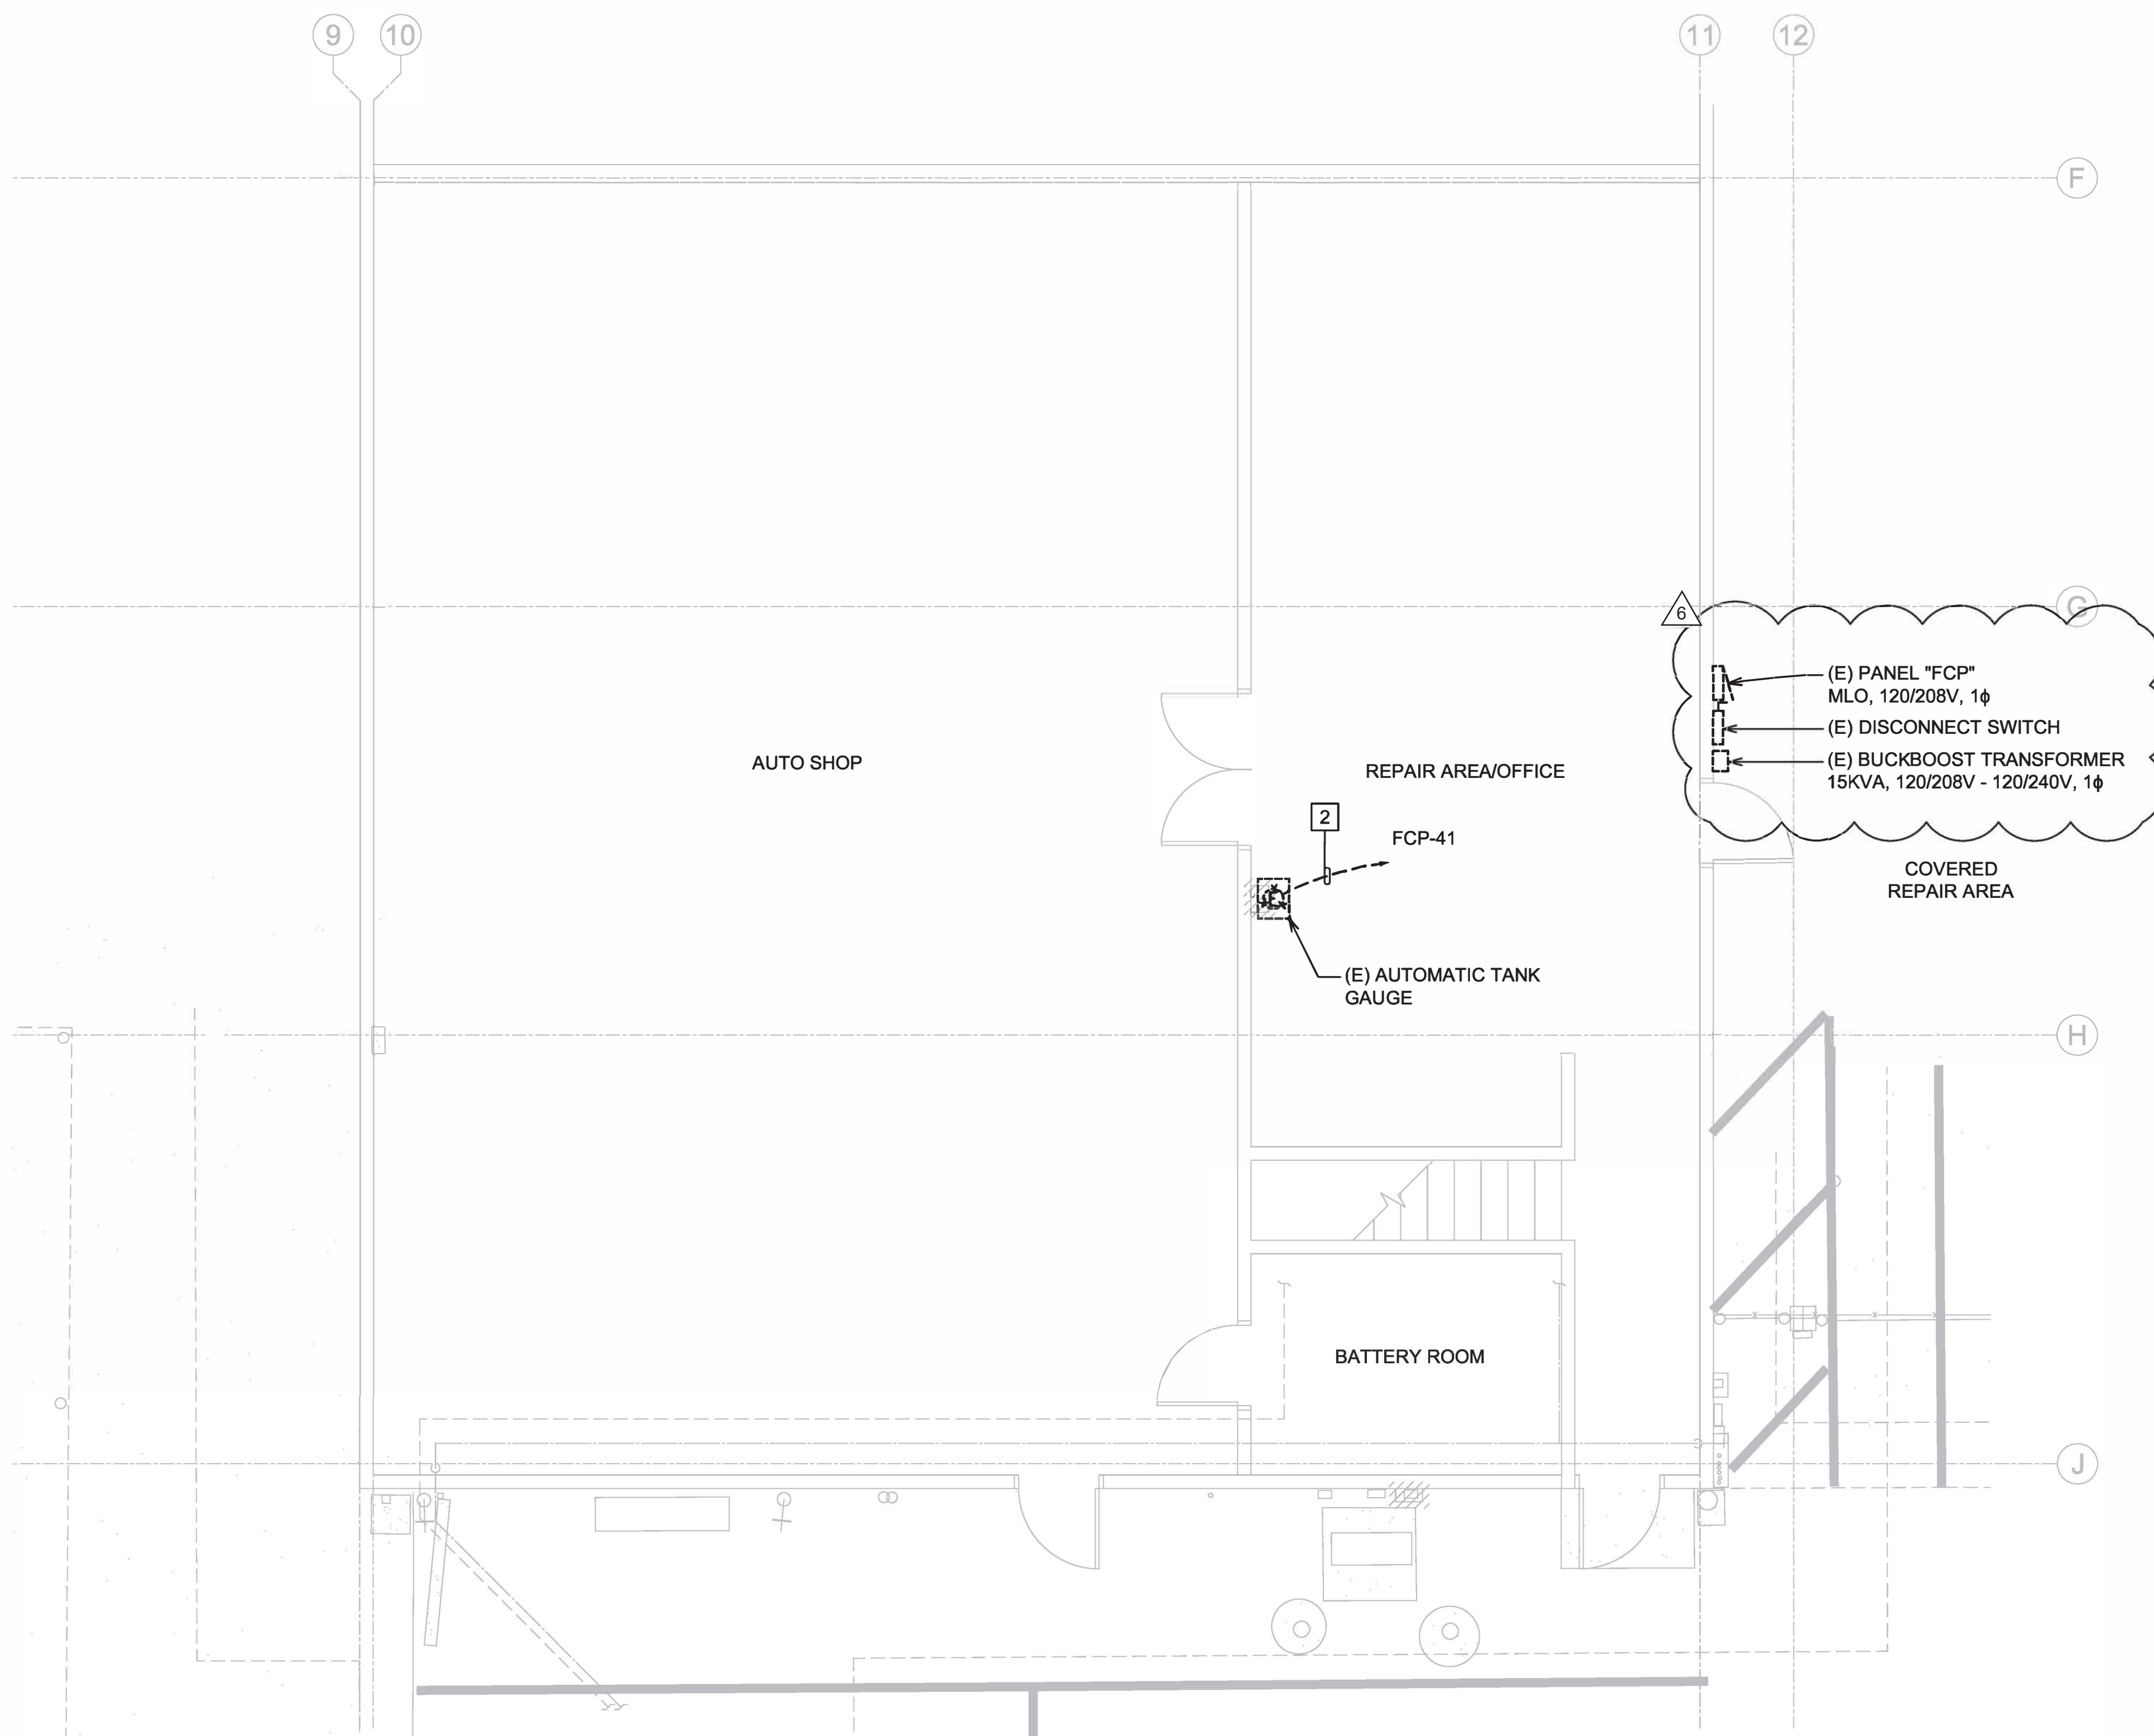 9
10
11
12
F
G
6
(E) PANEL "FCP"
MLO, 120/208V, 1ϕ
(E) DISCONNECT SWITCH
(E) BUCKBOOST TRANSFORMER
15KVA, 120/208V - 120/240V, 1ϕ
AUTO SHOP
REPAIR AREA/OFFICE
2
FCP-41
COVERED
REPAIR AREA
(E) AUTOMATIC TANK
GAUGE
H
BATTERY ROOM
J